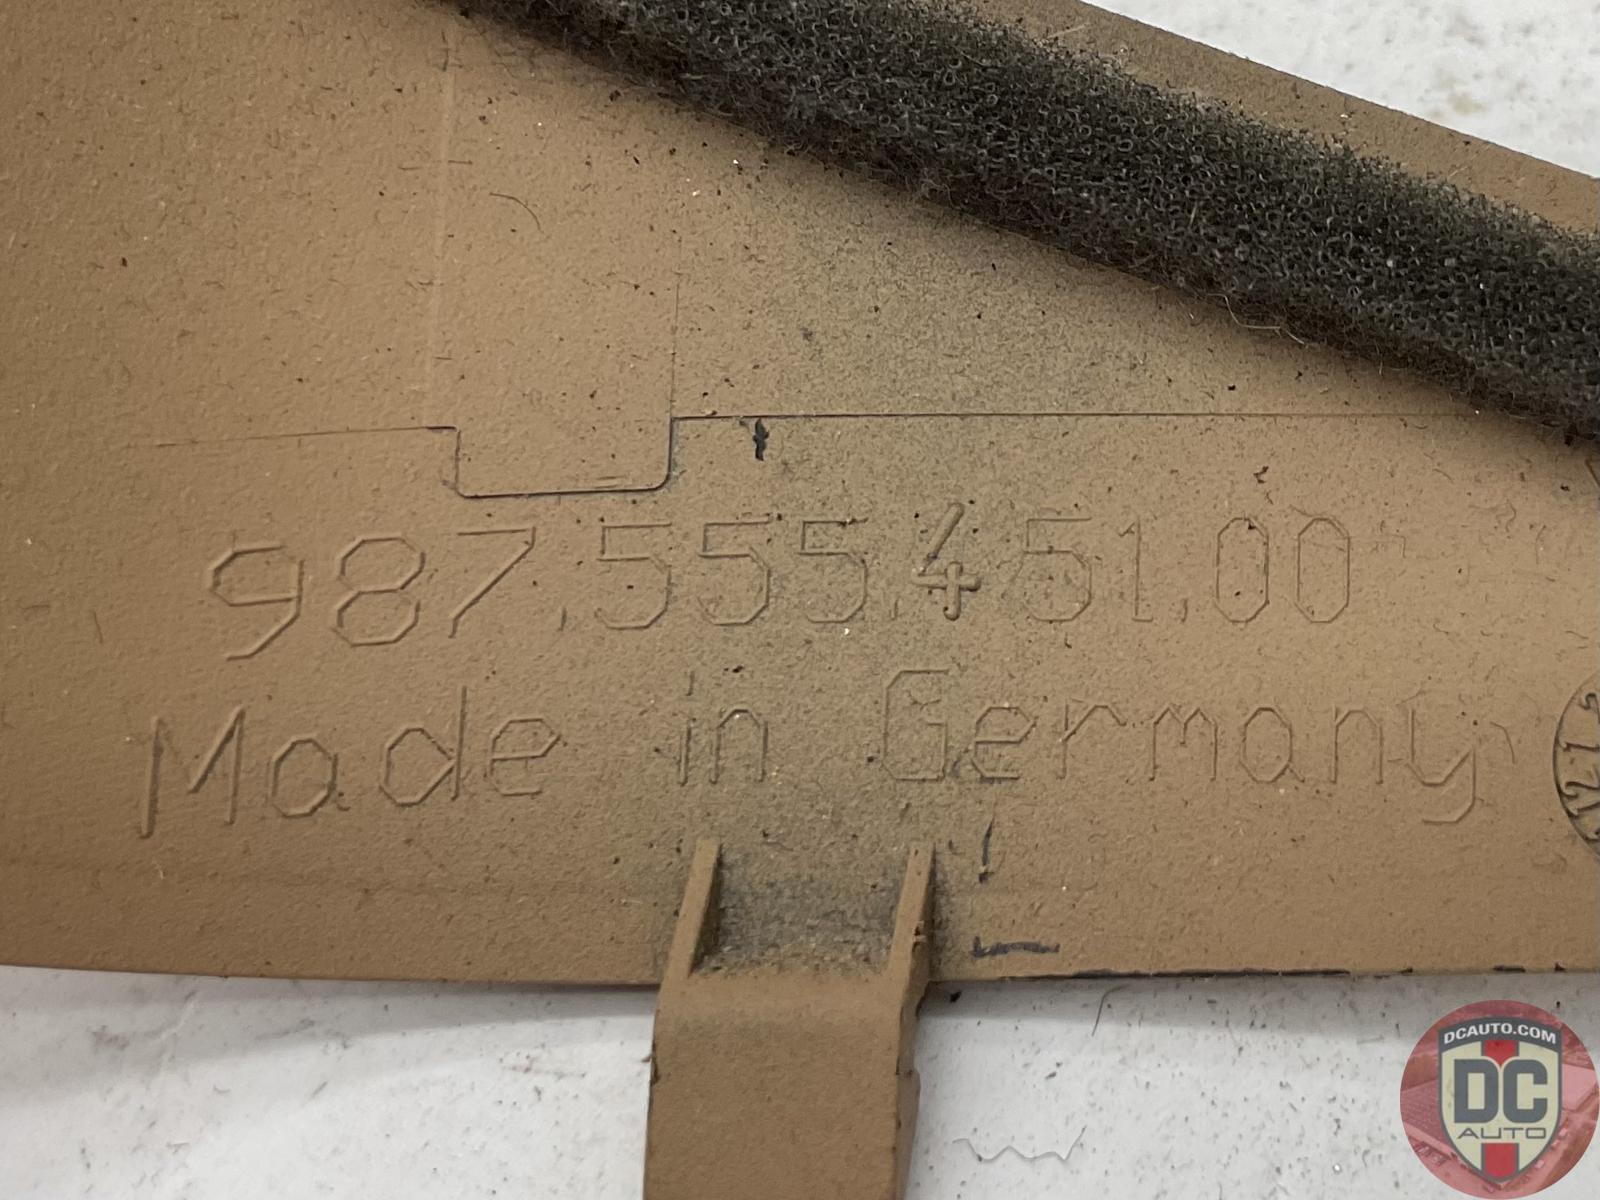 987.555.451.00
Made in Germany
DCAUTO.COM
DC
AUTO